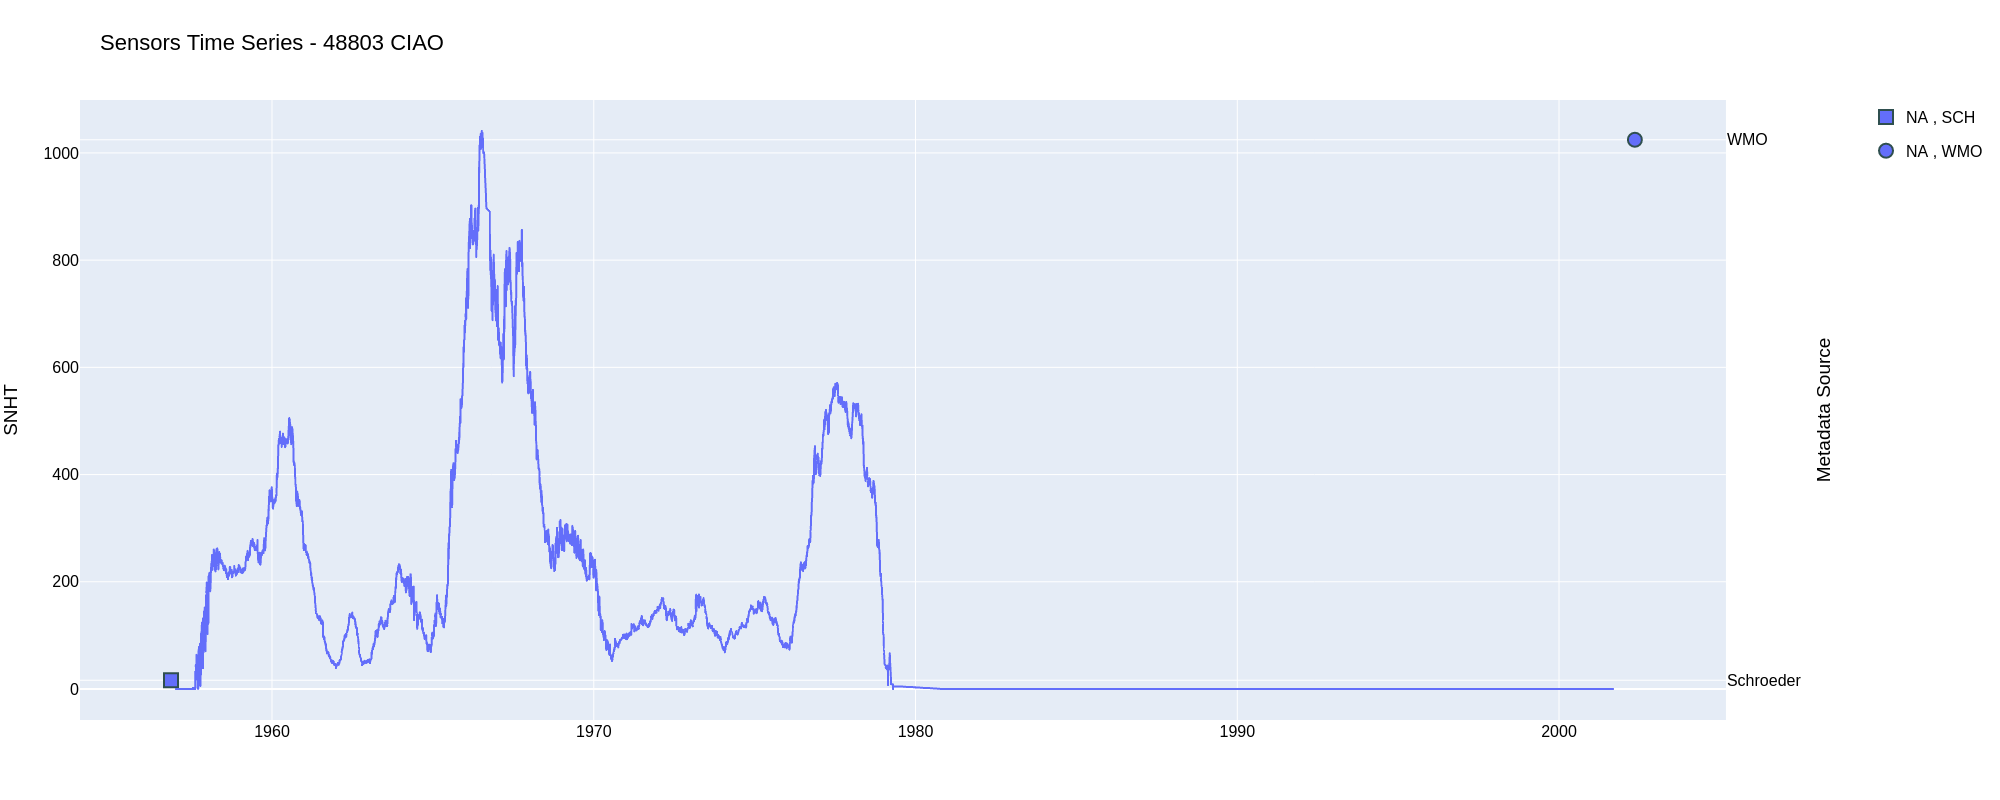 Sensors Time Series - 48803 CIAO
NA , SCH
NA , WMO
WMO
Schroeder
Metadata Source
SNHT
1000
800
600
400
200
0
1960
1970
1980
1990
2000